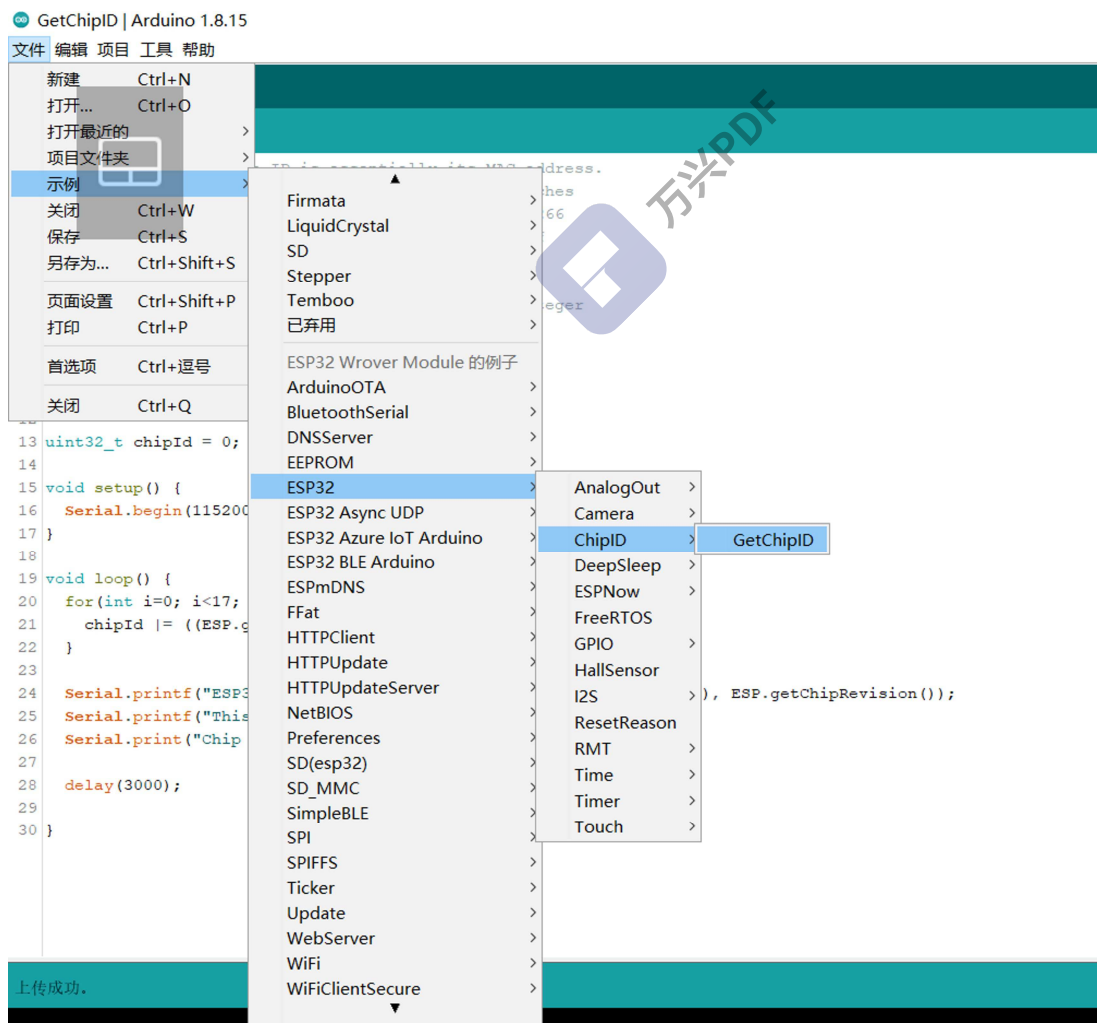 GetChipID | Arduino 1.8.15
文件 编辑 项目 工具 帮助
新建 Ctrl+N
打开... Ctrl+O
打开最近的
项目文件夹
示例
关闭 Ctrl+W
保存 Ctrl+S
另存为... Ctrl+Shift+S
页面设置 Ctrl+Shift+P
打印 Ctrl+P
首选项 Ctrl+逗号
关闭 Ctrl+Q
ID is essentially its MAC address.
hes
66
eger
万兴PDF
Firmata
LiquidCrystal
SD
Stepper
Temboo
已弃用
ESP32 Wrover Module 的例子
ArduinoOTA
BluetoothSerial
DNSServer
EEPROM
ESP32
ESP32 Async UDP
ESP32 Azure IoT Arduino
ESP32 BLE Arduino
ESPmDNS
FFat
HTTPClient
HTTPUpdate
HTTPUpdateServer
NetBIOS
Preferences
SD(esp32)
SD_MMC
SimpleBLE
SPI
SPIFFS
Ticker
Update
WebServer
WiFi
WiFiClientSecure
AnalogOut
Camera
ChipID
DeepSleep
ESPNow
FreeRTOS
GPIO
HallSensor
I2S
ResetReason
RMT
Time
Timer
Touch
GetChipID
13 uint32_t chipId = 0;
14
15 void setup() {
16 Serial.begin(115200
17 }
18
19 void loop() {
20 for(int i=0; i<17;
21 chipId |= ((ESP.g
22 }
23
24 Serial.printf("ESP3 ), ESP.getChipRevision());
25 Serial.printf("This
26 Serial.print("Chip
27
28 delay(3000);
29
30 }
上传成功。